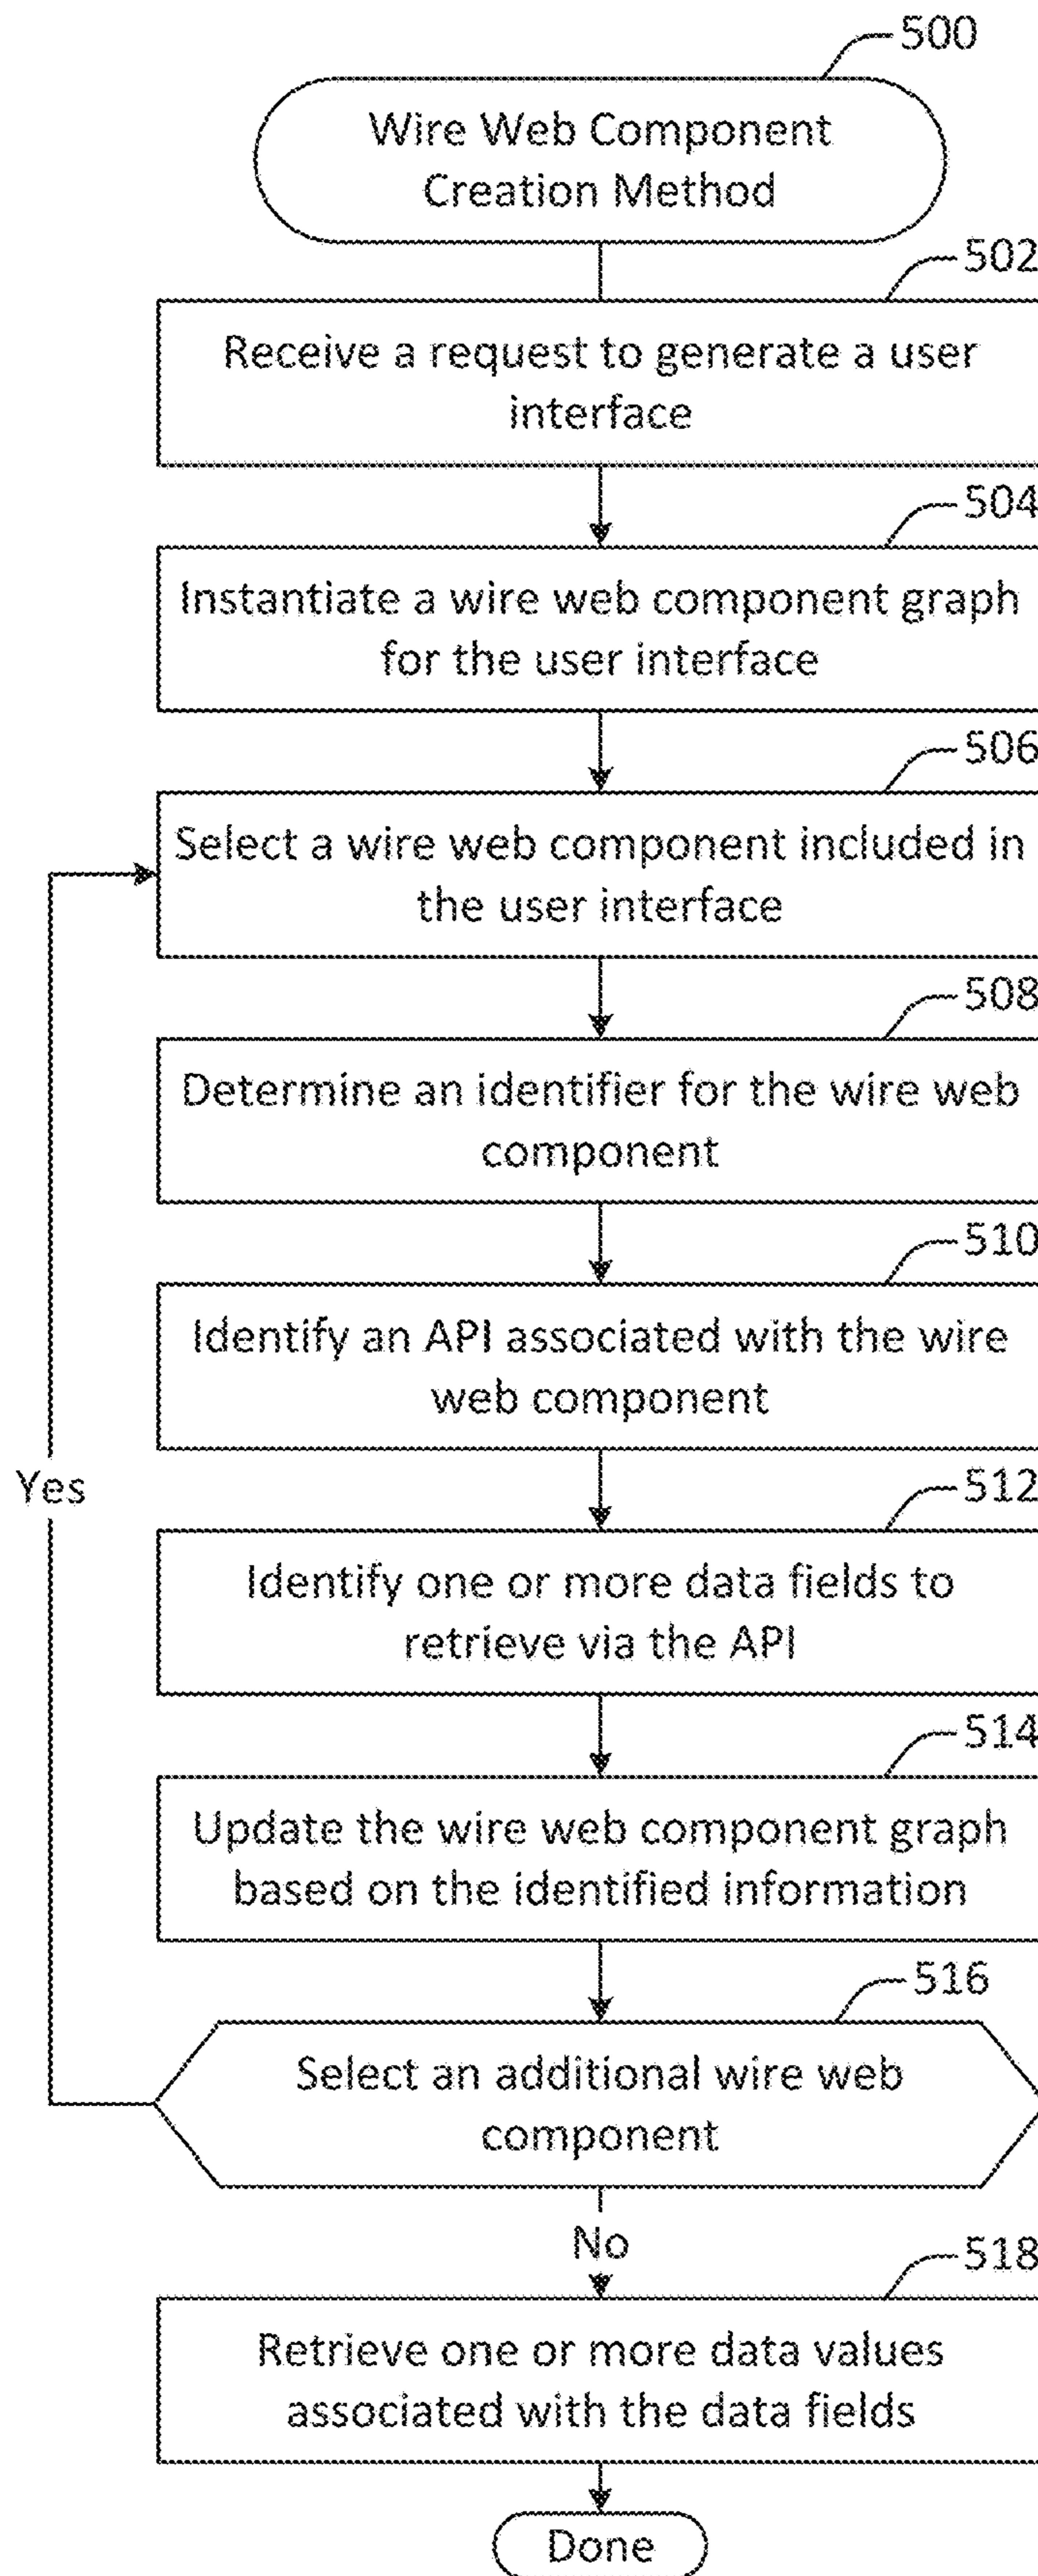 500
Wire Web Component
Creation Method
502
Receive a request to generate a user
interface
504
Instantiate a wire web component graph
for the user interface
506
Select a wire web component included in
the user interface
508
Determine an identifier for the wire web
component
510
Identify an API associated with the wire
web component
Yes
512
Identify one or more data fields to
retrieve via the API
514
Update the wire web component graph
based on the identified information
516
Select an additional wire web
component
No
518
Retrieve one or more data values
associated with the data fields
Done